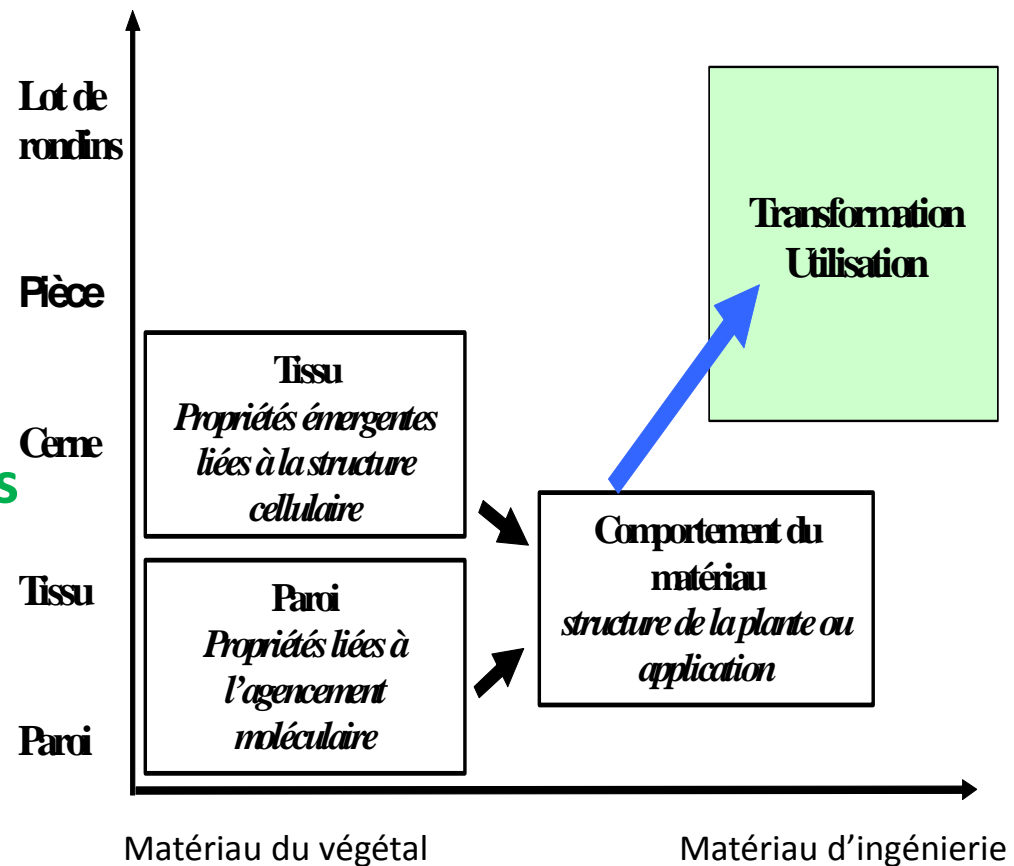 Lot de
rondins
Pièce
Cerne
s
Tissu
Paroi
Tissu
Propriétés émergentes
liées à la structure
cellulaire
Paroi
Propriétés liées à
l'agencement
moléculaire
Comportement du
matériau
structure de la plante ou
application
Transformation
Utilisation
Matériau du végétal
Matériau d'ingénierie